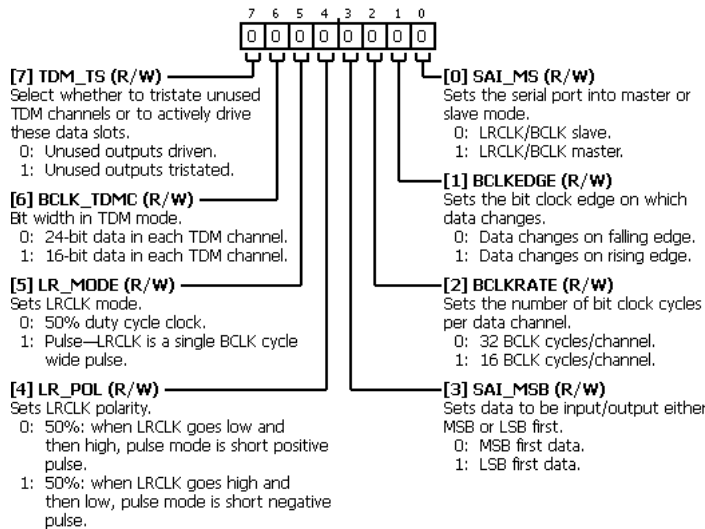 7 6 5 4 3 2 1 0
0 0 0 0 0 0 0 0
[7] TDM_TS (R/W)
Select whether to tristate unused
TDM channels or to actively drive
these data slots.
0: Unused outputs driven.
1: Unused outputs tristated.
[6] BCLK_TDMC (R/W)
Bit width in TDM mode.
0: 24-bit data in each TDM channel.
1: 16-bit data in each TDM channel.
[5] LR_MODE (R/W)
Sets LRCLK mode.
0: 50% duty cycle clock.
1: Pulse—LRCLK is a single BCLK cycle
wide pulse.
[4] LR_POL (R/W)
Sets LRCLK polarity.
0: 50%: when LRCLK goes low and
then high, pulse mode is short positive
pulse.
1: 50%: when LRCLK goes high and
then low, pulse mode is short negative
pulse.
[0] SAI_MS (R/W)
Sets the serial port into master or
slave mode.
0: LRCLK/BCLK slave.
1: LRCLK/BCLK master.
[1] BCLKEDGE (R/W)
Sets the bit clock edge on which
data changes.
0: Data changes on falling edge.
1: Data changes on rising edge.
[2] BCLKRATE (R/W)
Sets the number of bit clock cycles
per data channel.
0: 32 BCLK cycles/channel.
1: 16 BCLK cycles/channel.
[3] SAI_MSB (R/W)
Sets data to be input/output either
MSB or LSB first.
0: MSB first data.
1: LSB first data.